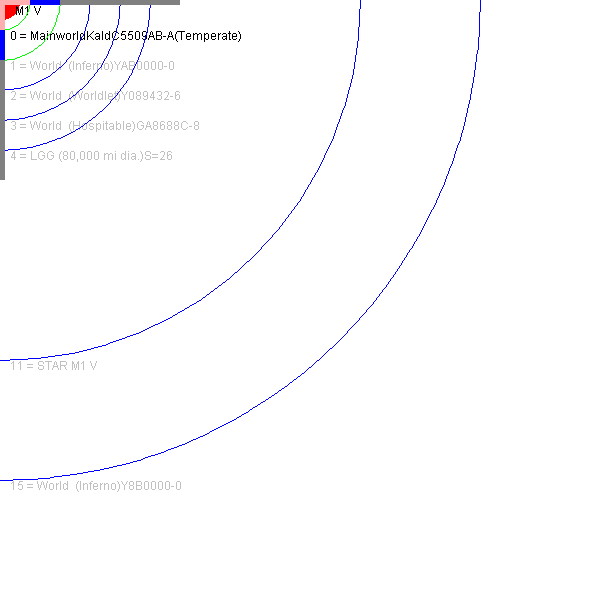 M1 V
0 = MainworldKaldC5509AB-A(Temperate)
1 = World (Inferno)YAB0000-0
2 = World (Worldlet)Y089432-6
3 = World (Hospitable)GA8688C-8
4 = LGG (80,000 mi dia.)S=26
11 = STAR M1 V
15 = World (Inferno)Y8B0000-0